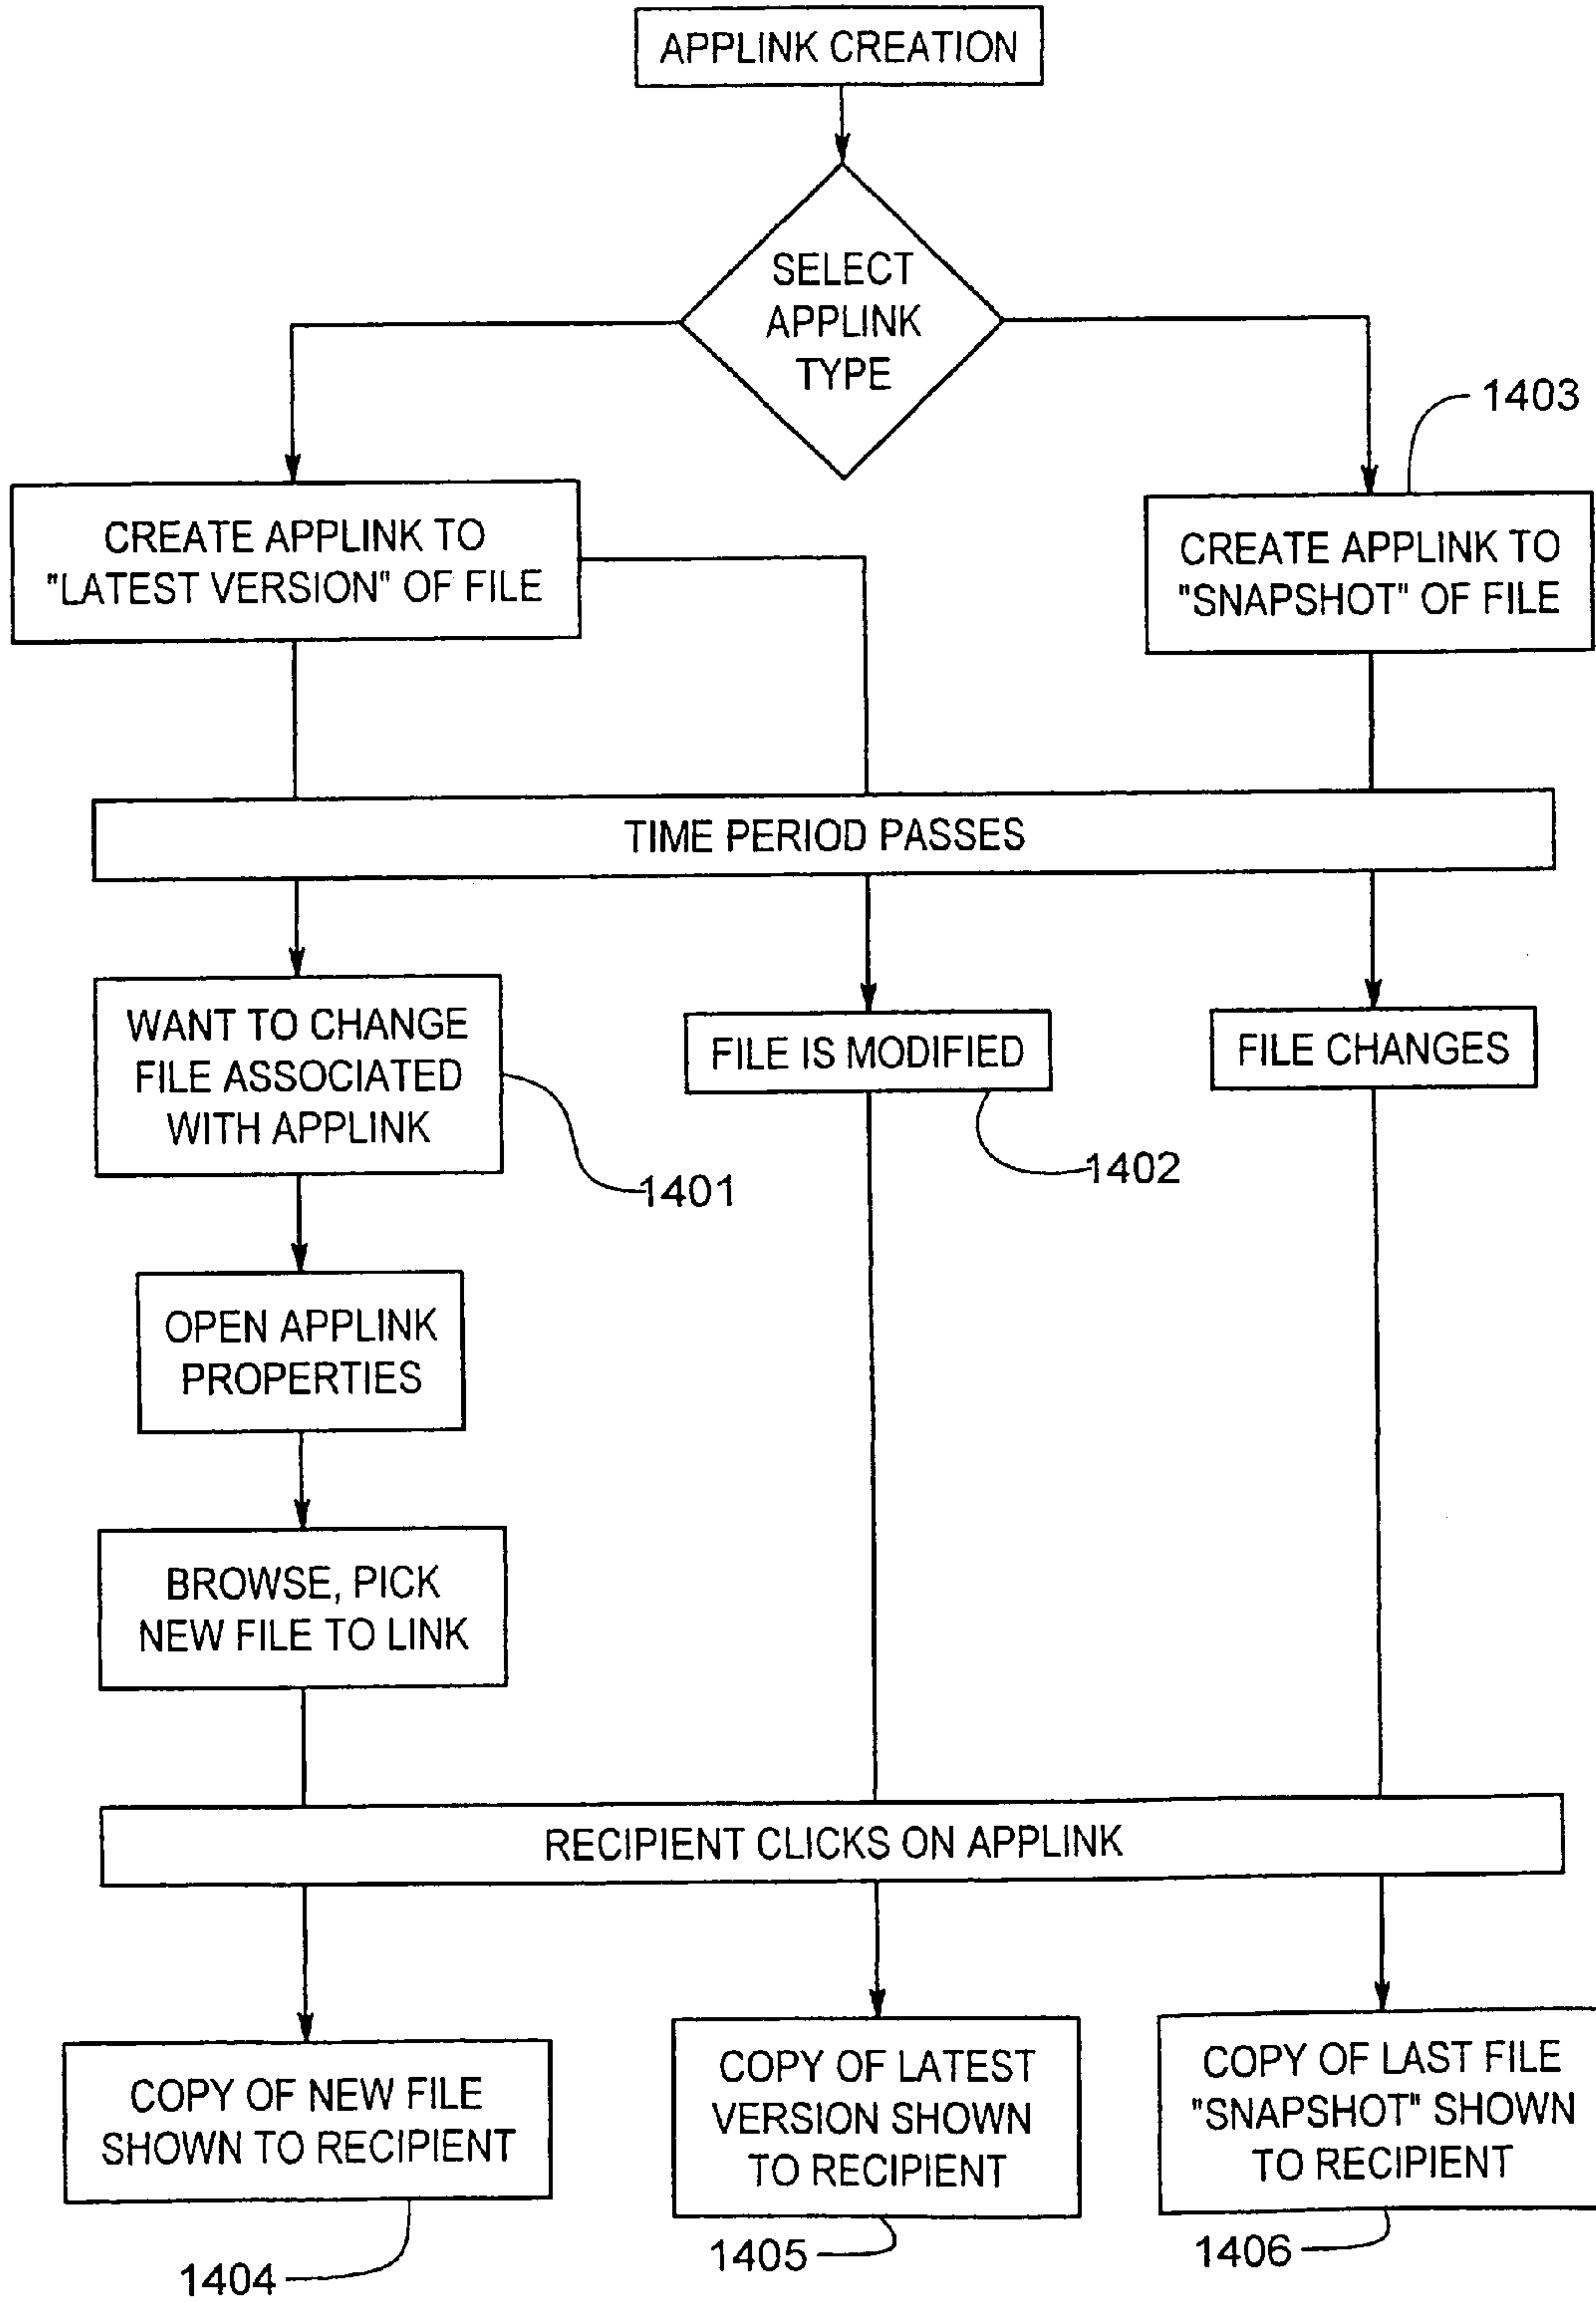 APPLINK CREATION
SELECT
APPLINK
TYPE
1403
CREATE APPLINK TO
"LATEST VERSION" OF FILE
CREATE APPLINK TO
"SNAPSHOT" OF FILE
TIME PERIOD PASSES
WANT TO CHANGE
FILE ASSOCIATED
WITH APPLINK
1401
FILE IS MODIFIED
1402
FILE CHANGES
OPEN APPLINK
PROPERTIES
BROWSE, PICK
NEW FILE TO LINK
RECIPIENT CLICKS ON APPLINK
COPY OF NEW FILE
SHOWN TO RECIPIENT
1404
COPY OF LATEST
VERSION SHOWN
TO RECIPIENT
1405
COPY OF LAST FILE
"SNAPSHOT" SHOWN
TO RECIPIENT
1406